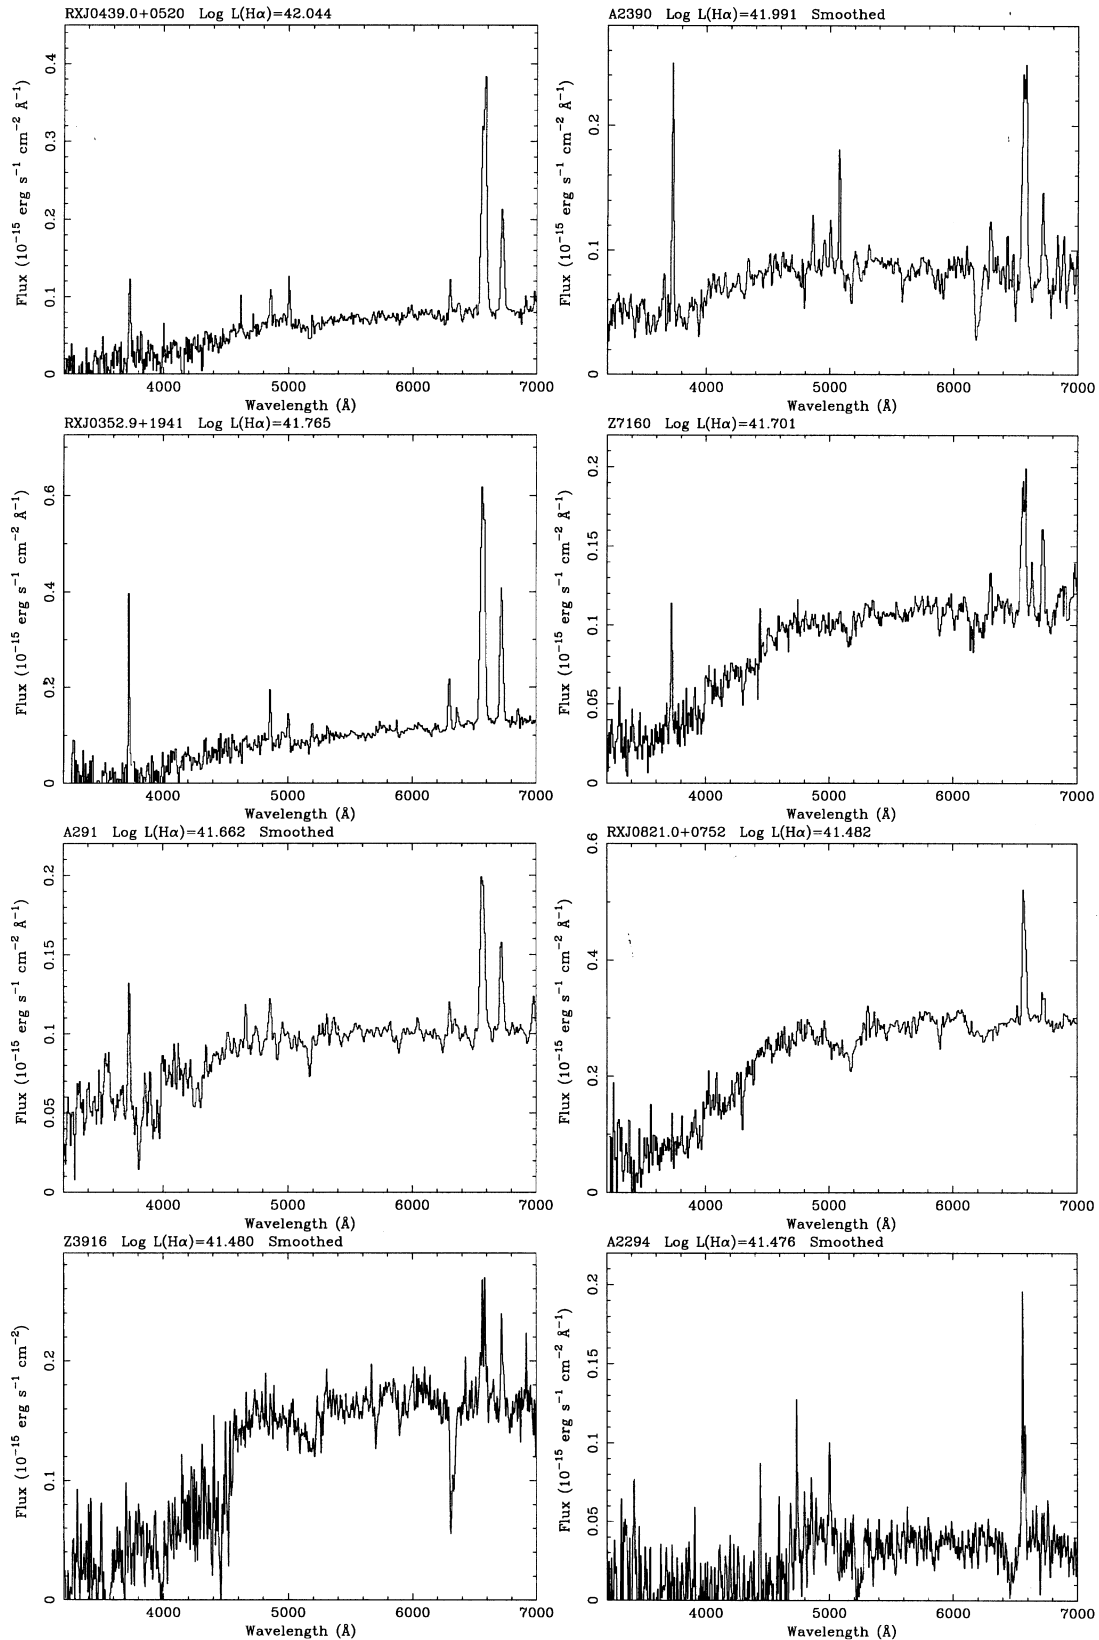 RXJ0439.0+0520 Log L(Hα)=42.044
Flux (10⁻¹⁵ erg s⁻¹ cm⁻² Å⁻¹)
0.4
0.3
0.2
0.1
0
4000 5000 6000 7000
Wavelength (Å)
A2390 Log L(Hα)=41.991 Smoothed
Flux (10⁻¹⁵ erg s⁻¹ cm⁻² Å⁻¹)
0.2
0.1
0
4000 5000 6000 7000
Wavelength (Å)
RXJ0352.9+1941 Log L(Hα)=41.765
Flux (10⁻¹⁵ erg s⁻¹ cm⁻² Å⁻¹)
0.6
0.4
0.2
0
4000 5000 6000 7000
Wavelength (Å)
Z7160 Log L(Hα)=41.701
Flux (10⁻¹⁵ erg s⁻¹ cm⁻² Å⁻¹)
0.2
0.15
0.1
0.05
0
4000 5000 6000 7000
Wavelength (Å)
A291 Log L(Hα)=41.662 Smoothed
Flux (10⁻¹⁵ erg s⁻¹ cm⁻² Å⁻¹)
0.2
0.15
0.1
0.05
0
4000 5000 6000 7000
Wavelength (Å)
RXJ0821.0+0752 Log L(Hα)=41.482
Flux (10⁻¹⁵ erg s⁻¹ cm⁻² Å⁻¹)
0.6
0.4
0.2
0
4000 5000 6000 7000
Wavelength (Å)
Z3916 Log L(Hα)=41.480 Smoothed
Flux (10⁻¹⁵ erg s⁻¹ cm⁻²)
0.2
0.1
0
4000 5000 6000 7000
Wavelength (Å)
A2294 Log L(Hα)=41.476 Smoothed
Flux (10⁻¹⁵ erg s⁻¹ cm⁻² Å⁻¹)
0.2
0.15
0.1
0.05
0
4000 5000 6000 7000
Wavelength (Å)